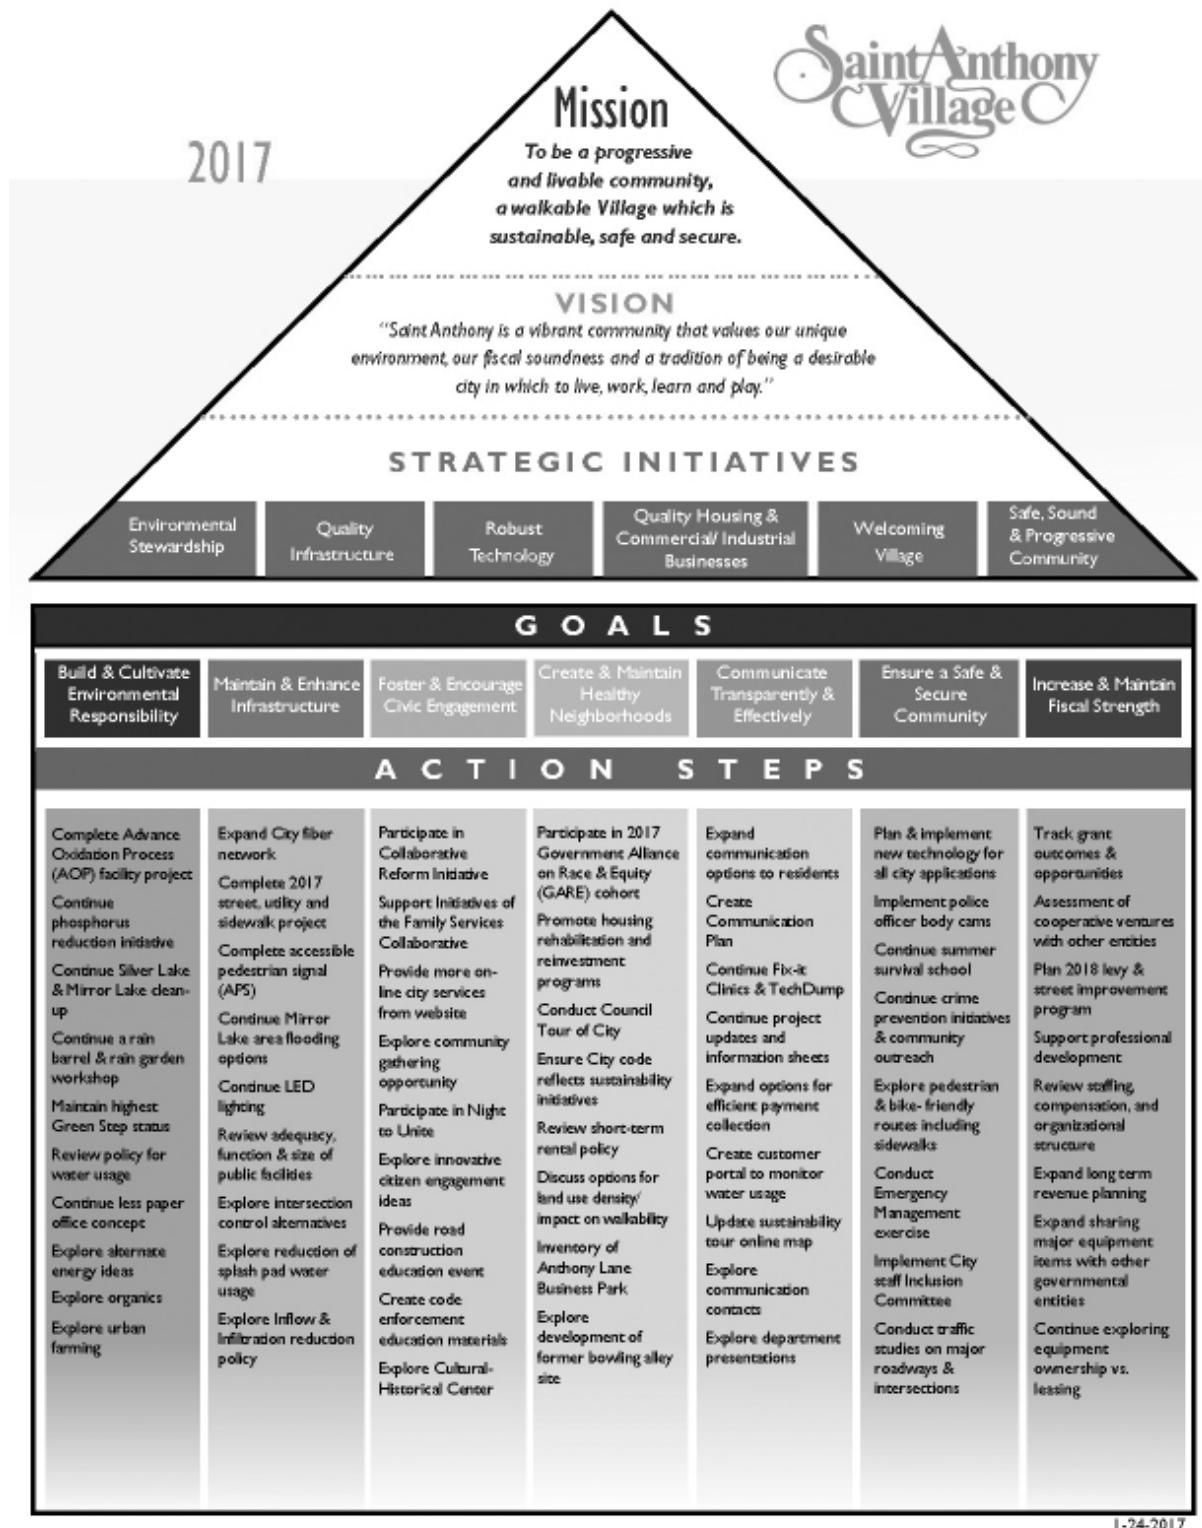 Saint Anthony
Village
2017
Mission
To be a progressive
and livable community,
a walkable Village which is
sustainable, safe and secure.
VISION
"Saint Anthony is a vibrant community that values our unique
environment, our fiscal soundness and a tradition of being a desirable
city in which to live, work, learn and play."
STRATEGIC INITIATIVES
Environmental
Stewardship
Quality
Infrastructure
Robust
Technology
Quality Housing &
Commercial/ Industrial
Businesses
Welcoming
Village
Safe, Sound
& Progressive
Community
GOALS
Build & Cultivate
Environmental
Responsibility
Maintain & Enhance
Infrastructure
Foster & Encourage
Civic Engagement
Create & Maintain
Healthy
Neighborhoods
Communicate
Transparently &
Effectively
Ensure a Safe &
Secure
Community
Increase & Maintain
Fiscal Strength
ACTION STEPS
Complete Advance
Oxidation Process
(AOP) facility project
Continue
phosphorus
reduction initiative
Continue Silver Lake
& Mirror Lake clean-
up
Continue a rain
barrel & rain garden
workshop
Maintain highest
Green Step status
Review policy for
water usage
Continue less paper
office concept
Explore alternate
energy ideas
Explore organics
Explore urban
farming
Expand City fiber
network
Complete 2017
street, utility and
sidewalk project
Complete accessible
pedestrian signal
(APS)
Continue Mirror
Lake area flooding
options
Continue LED
lighting
Review adequacy,
function & size of
public facilities
Explore intersection
control alternatives
Explore reduction of
splash pad water
usage
Explore Inflow &
Infiltration reduction
policy
Participate in
Collaborative
Reform Initiative
Support Initiatives of
the Family Services
Collaborative
Provide more on-
line city services
from website
Explore community
gathering
opportunity
Participate in Night
to Unite
Explore innovative
citizen engagement
ideas
Provide road
construction
education event
Create code
enforcement
education materials
Explore Cultural-
Historical Center
Participate in 2017
Government Alliance
on Race & Equity
(GARE) cohort
Promote housing
rehabilitation and
reinvestment
programs
Conduct Council
Tour of City
Ensure City code
reflects sustainability
initiatives
Review short-term
rental policy
Discuss options for
land use density/
impact on walkability
Inventory of
Anthony Lane
Business Park
Explore
development of
former bowling alley
site
Expand
communication
options to residents
Create
Communication
Plan
Continue Fix-it
Clinics & TechDump
Continue project
updates and
information sheets
Expand options for
efficient payment
collection
Create customer
portal to monitor
water usage
Update sustainability
tour online map
Explore
communication
contacts
Explore department
presentations
Plan & implement
new technology for
all city applications
Implement police
officer body cams
Continue summer
survival school
Continue crime
prevention initiatives
& community
outreach
Explore pedestrian
& bike- friendly
routes including
sidewalks
Conduct
Emergency
Management
exercise
Implement City
staff Inclusion
Committee
Conduct traffic
studies on major
roadways &
intersections
Track grant
outcomes &
opportunities
Assessment of
cooperative ventures
with other entities
Plan 2018 levy &
street improvement
program
Support professional
development
Review staffing,
compensation, and
organizational
structure
Expand long term
revenue planning
Expand sharing
major equipment
items with other
governmental
entities
Continue exploring
equipment
ownership vs.
leasing
1-24-2017